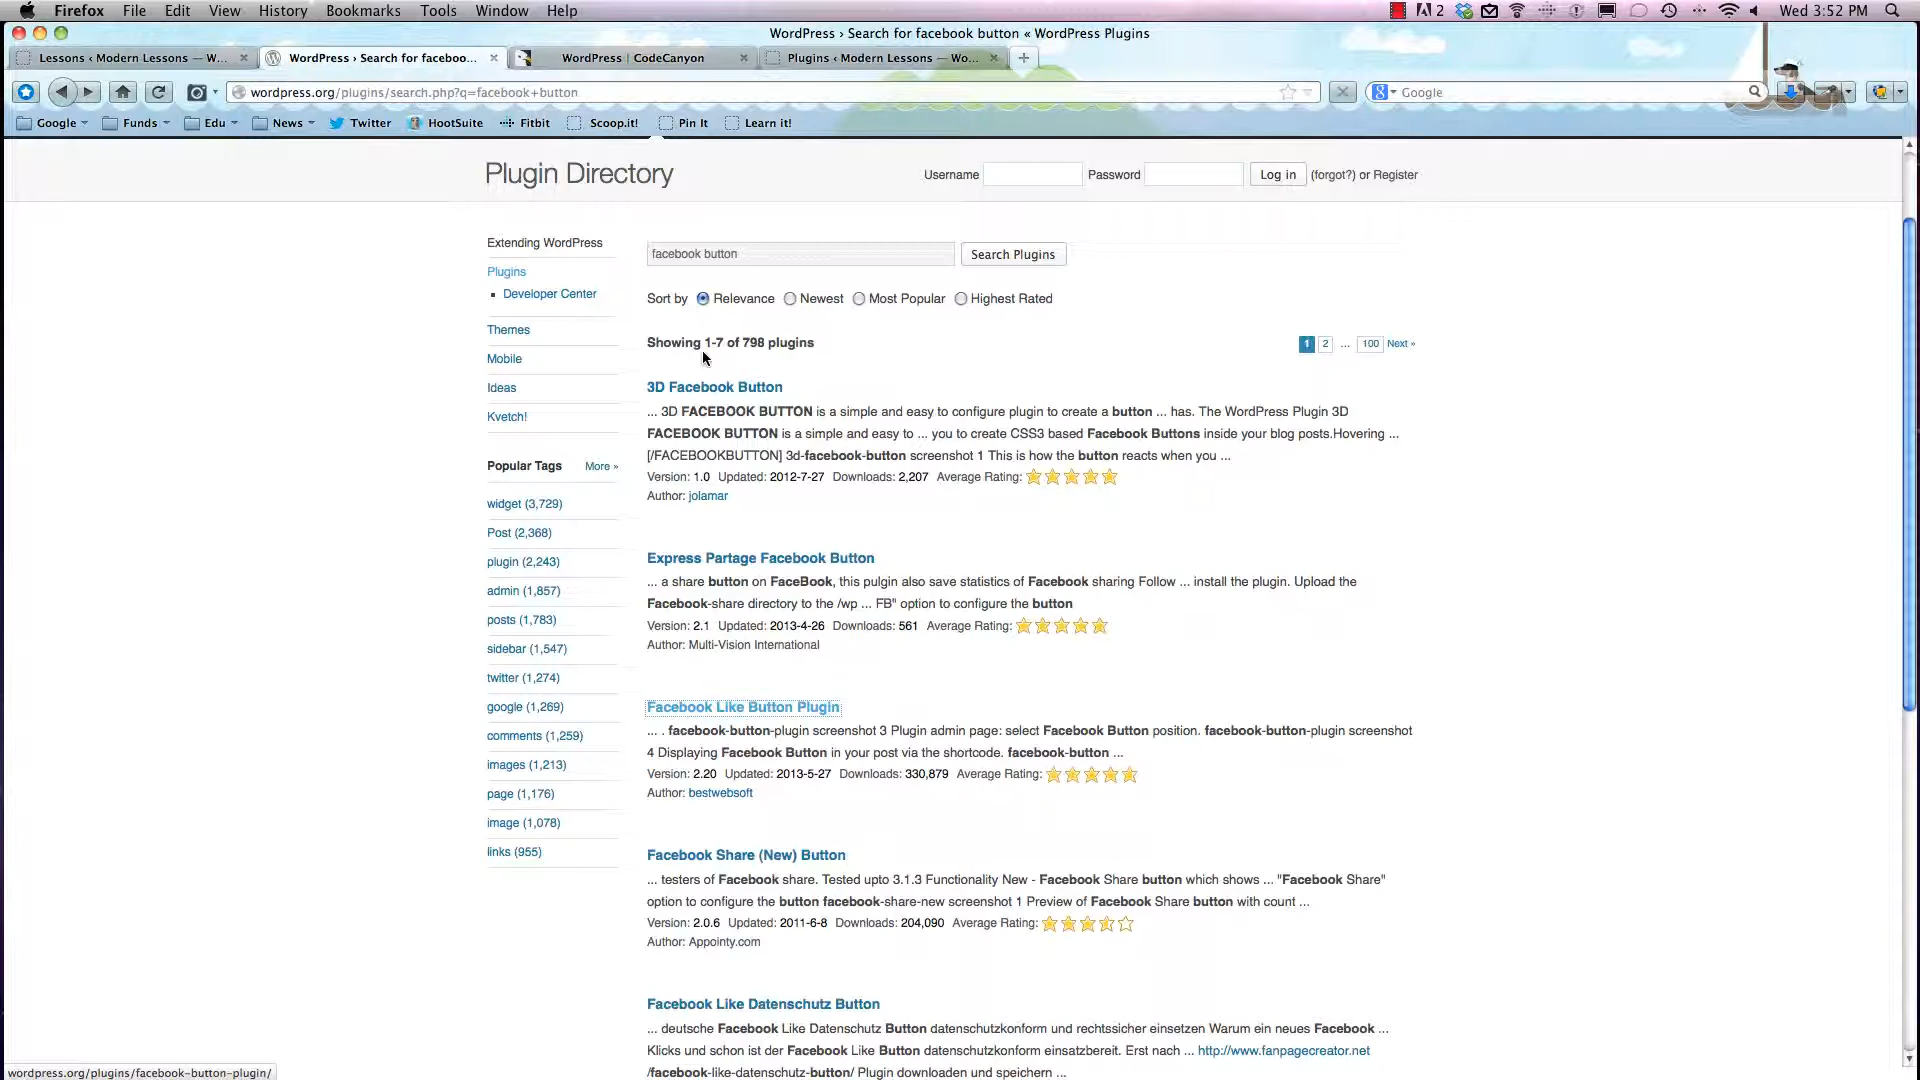 Firefox File Edit View History Bookmarks Tools Window Help 2 Wed 3:52 PM
WordPress › Search for facebook button « WordPress Plugins
Lessons ‹ Modern Lessons — W... WordPress › Search for faceboo... WordPress | CodeCanyon Plugins ‹ Modern Lessons — Wo...
wordpress.org/plugins/search.php?q=facebook+button Google
Google Funds Edu News Twitter HootSuite Fitbit Scoop.it! Pin It Learn it!
Plugin Directory Username Password Log in (forgot?) or Register
Extending WordPress
Plugins
Developer Center
Themes
Mobile
Ideas
Kvetch!
Popular Tags More »
widget (3,729)
Post (2,368)
plugin (2,243)
admin (1,857)
posts (1,783)
sidebar (1,547)
twitter (1,274)
google (1,269)
comments (1,259)
images (1,213)
page (1,176)
image (1,078)
links (955)
facebook button Search Plugins
Sort by Relevance Newest Most Popular Highest Rated
Showing 1-7 of 798 plugins 1 2 ... 100 Next »
3D Facebook Button
... 3D FACEBOOK BUTTON is a simple and easy to configure plugin to create a button ... has. The WordPress Plugin 3D
FACEBOOK BUTTON is a simple and easy to ... you to create CSS3 based Facebook Buttons inside your blog posts.Hovering ...
[/FACEBOOKBUTTON] 3d-facebook-button screenshot 1 This is how the button reacts when you ...
Version: 1.0 Updated: 2012-7-27 Downloads: 2,207 Average Rating:
Author: jolamar
Express Partage Facebook Button
... a share button on FaceBook, this pulgin also save statistics of Facebook sharing Follow ... install the plugin. Upload the
Facebook-share directory to the /wp ... FB" option to configure the button
Version: 2.1 Updated: 2013-4-26 Downloads: 561 Average Rating:
Author: Multi-Vision International
Facebook Like Button Plugin
... . facebook-button-plugin screenshot 3 Plugin admin page: select Facebook Button position. facebook-button-plugin screenshot
4 Displaying Facebook Button in your post via the shortcode. facebook-button ...
Version: 2.20 Updated: 2013-5-27 Downloads: 330,879 Average Rating:
Author: bestwebsoft
Facebook Share (New) Button
... testers of Facebook share. Tested upto 3.1.3 Functionality New - Facebook Share button which shows ... "Facebook Share"
option to configure the button facebook-share-new screenshot 1 Preview of Facebook Share button with count ...
Version: 2.0.6 Updated: 2011-6-8 Downloads: 204,090 Average Rating:
Author: Appointy.com
Facebook Like Datenschutz Button
... deutsche Facebook Like Datenschutz Button datenschutzkonform und rechtssicher einsetzen Warum ein neues Facebook ...
Klicks und schon ist der Facebook Like Button datenschutzkonform einsatzbereit. Erst nach ... http://www.fanpagecreator.net
/facebook-like-datenschutz-button/ Plugin downloaden und speichern ...
wordpress.org/plugins/facebook-button-plugin/